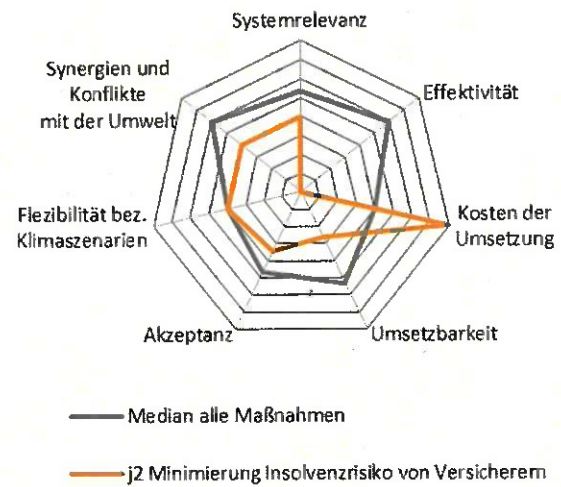 Systemrelevanz
Synergien und
Konflikte
mit der Umwelt
Effektivität
Flezibilität bez.
Klimaszenarien
Kosten der
Umsetzung
Akzeptanz
Umsetzbarkeit
Median alle Maßnahmen
j2 Minimierung Insolvenzrisiko von Versicherern